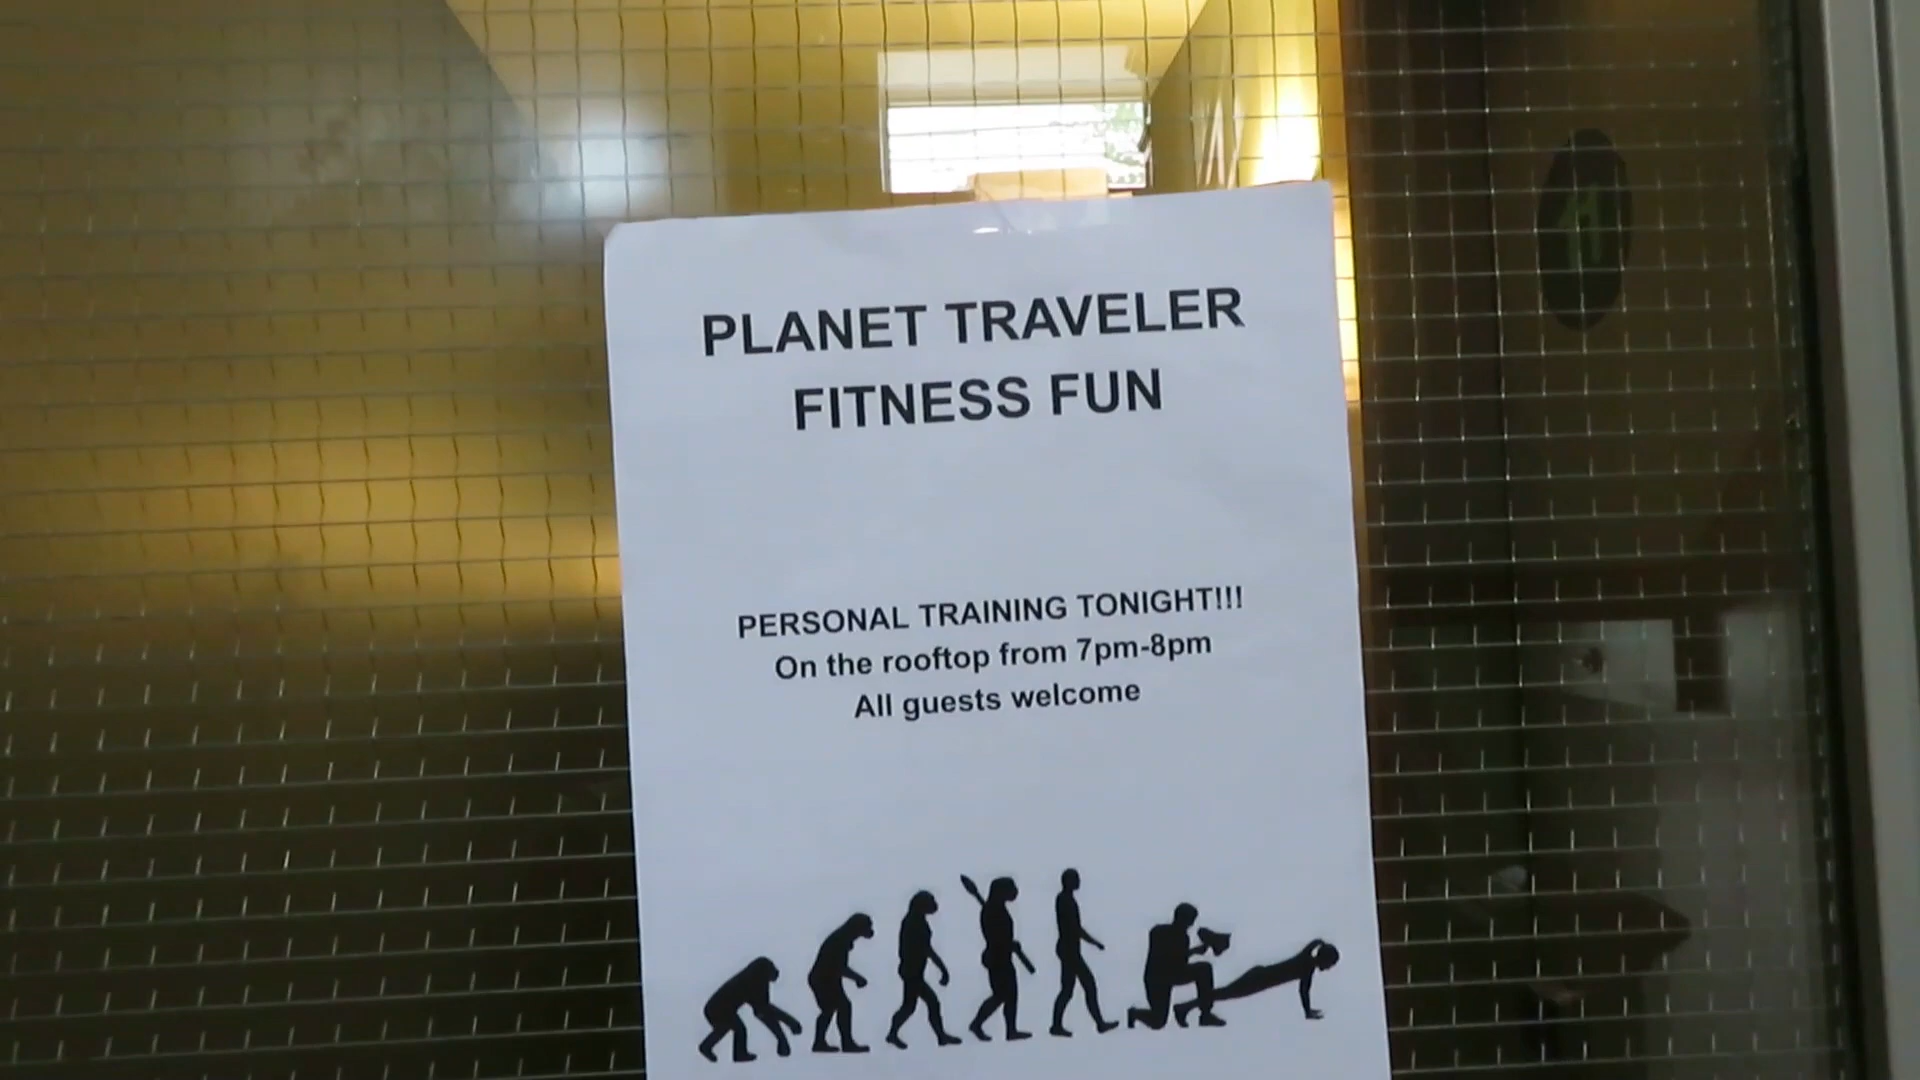 PLANET TRAVELER
FITNESS FUN
PERSONAL TRAINING TONIGHT!!!
On the rooftop from 7pm-8pm
All guests welcome